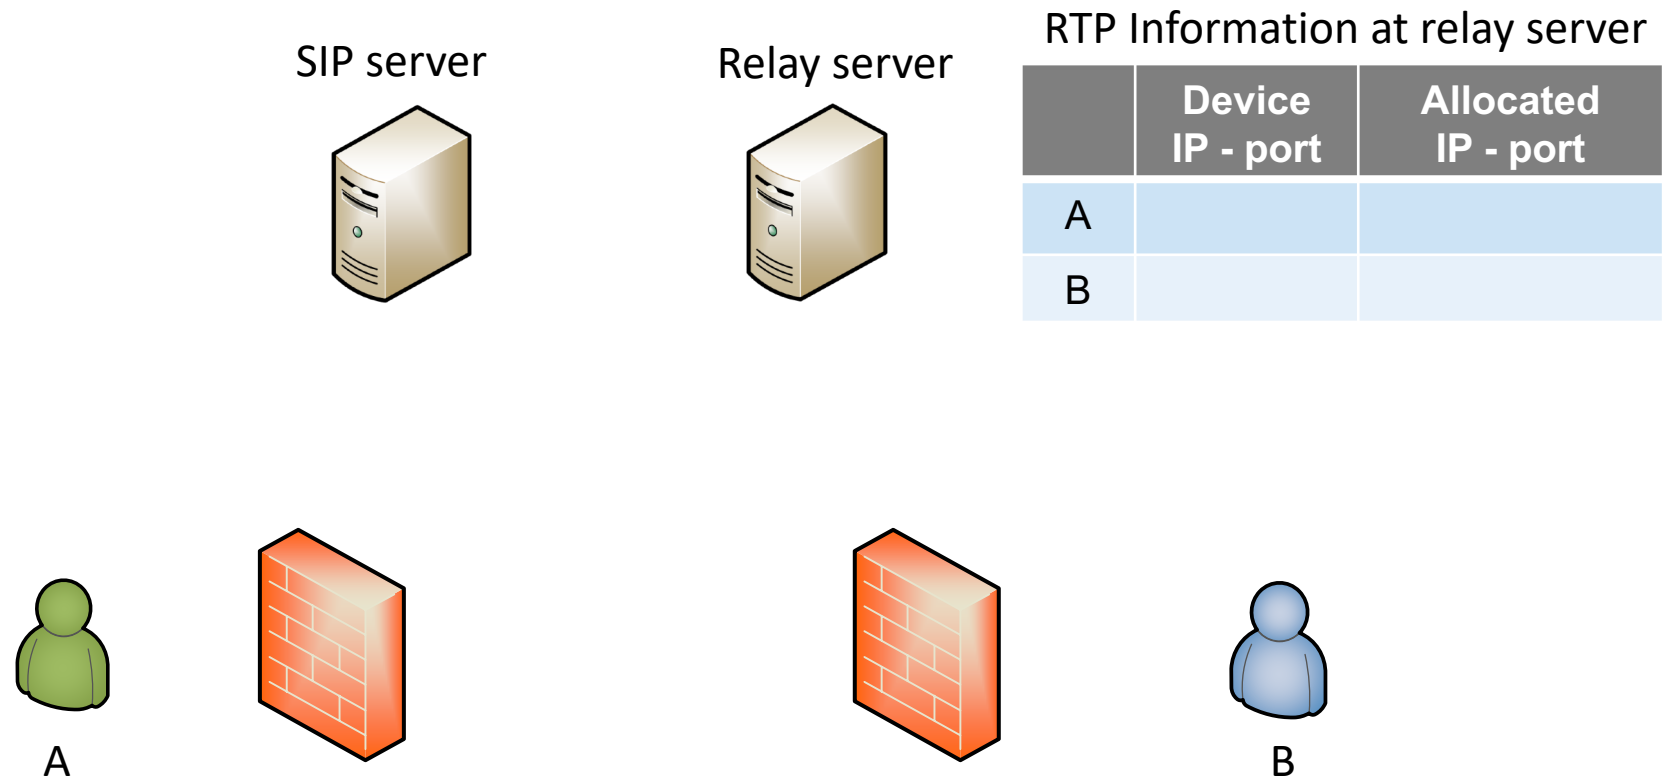 RTP Information at relay server
SIP server
Relay server
Device
IP - port
Allocated
IP - port
A
B
A
B